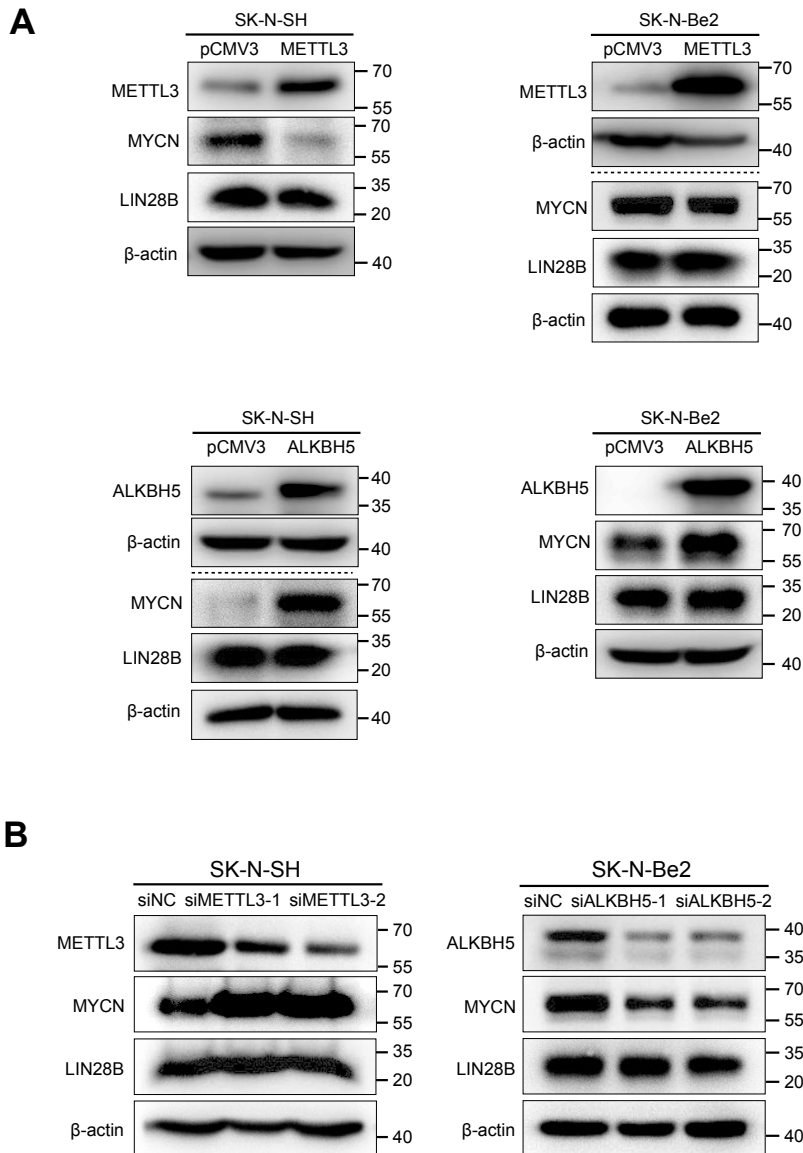 A
SK-N-SH
pCMV3 METTL3
METTL3
70
55
MYCN
70
55
LIN28B
35
20
β-actin
40
SK-N-Be2
pCMV3 METTL3
METTL3
70
55
β-actin
40
MYCN
70
55
LIN28B
35
20
β-actin
40
SK-N-SH
pCMV3 ALKBH5
ALKBH5
40
35
β-actin
40
MYCN
70
55
LIN28B
35
20
β-actin
40
SK-N-Be2
pCMV3 ALKBH5
ALKBH5
40
35
MYCN
70
55
LIN28B
35
20
β-actin
40
B
SK-N-SH
siNC siMETTL3-1 siMETTL3-2
METTL3
70
55
MYCN
70
55
LIN28B
35
20
β-actin
40
SK-N-Be2
siNC siALKBH5-1 siALKBH5-2
ALKBH5
40
35
MYCN
70
55
LIN28B
35
20
β-actin
40